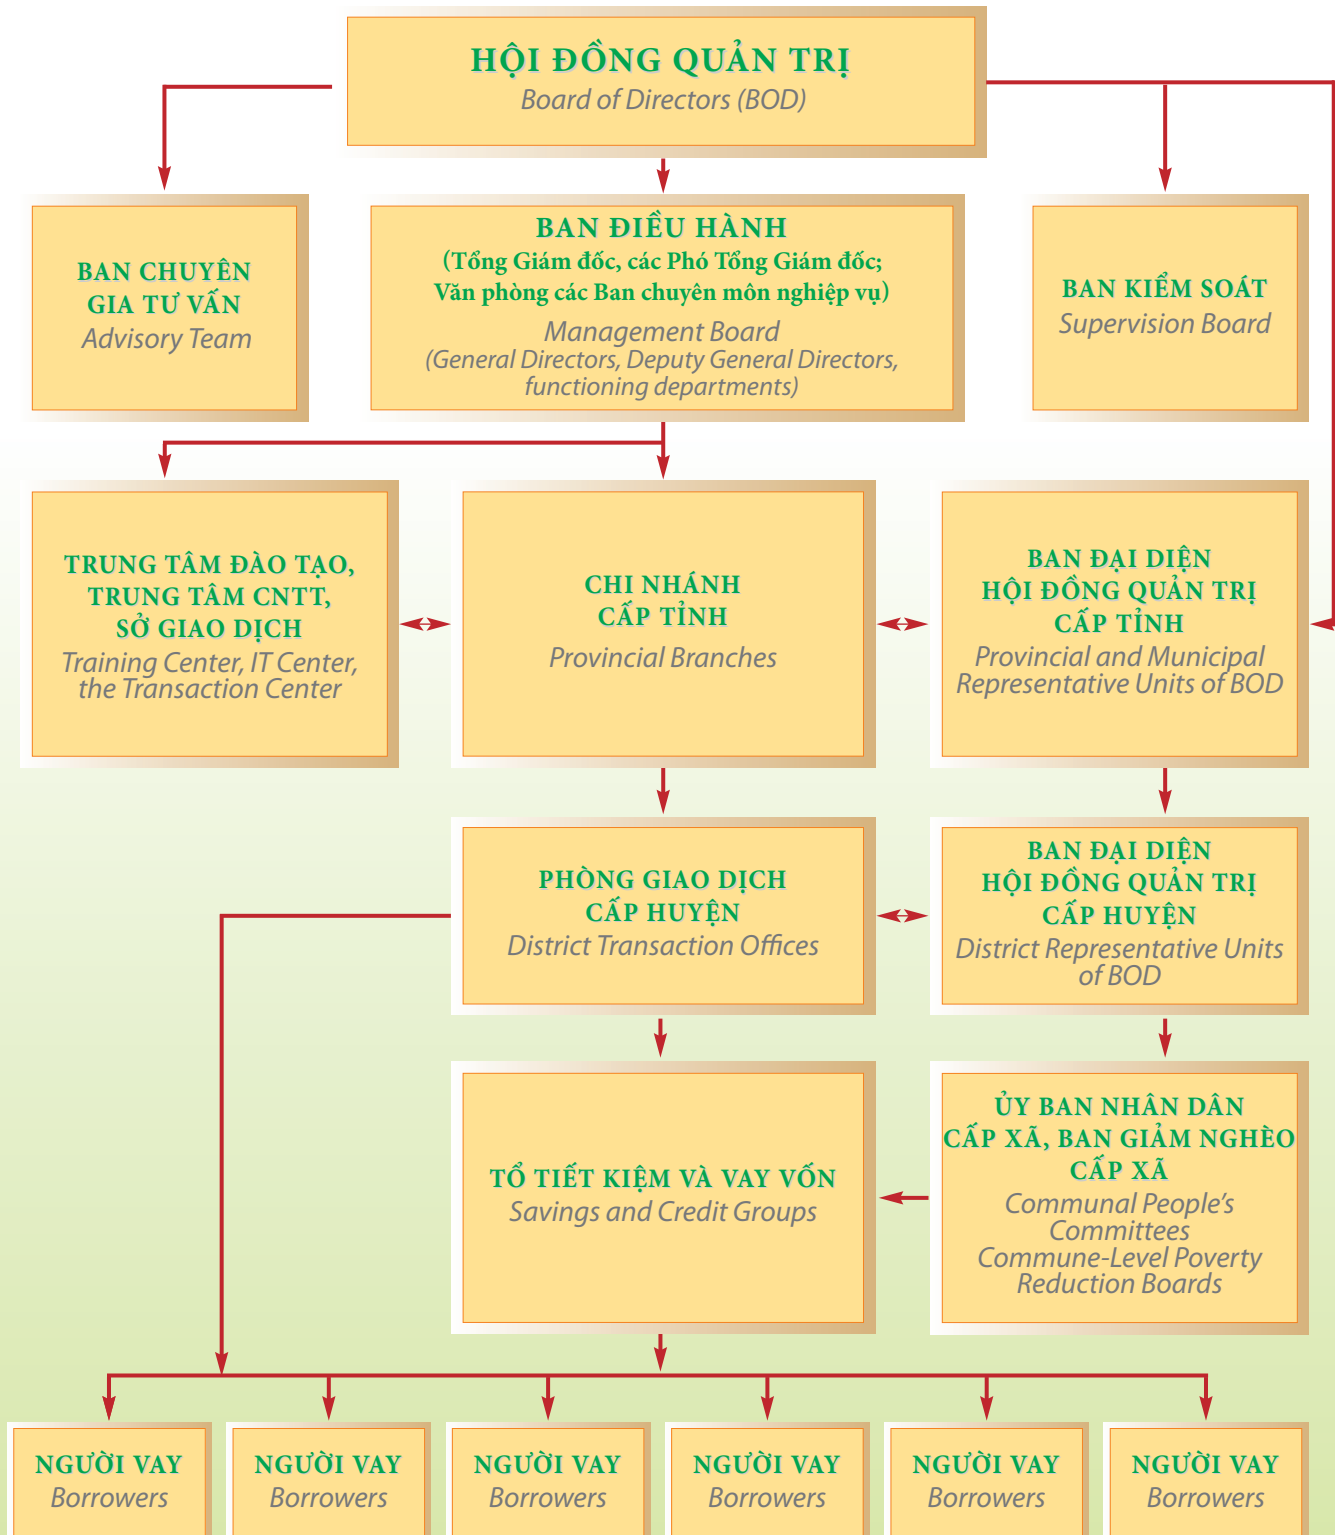 HỘI ĐỒNG QUẢN TRỊ
Board of Directors (BOD)
BAN CHUYÊN
GIA TƯ VẤN
Advisory Team
BAN ĐIỀU HÀNH
(Tổng Giám đốc, các Phó Tổng Giám đốc;
Văn phòng các Ban chuyên môn nghiệp vụ)
Management Board
(General Directors, Deputy General Directors,
functioning departments)
BAN KIỂM SOÁT
Supervision Board
TRUNG TÂM ĐÀO TẠO,
TRUNG TÂM CNTT,
SỞ GIAO DỊCH
Training Center, IT Center,
the Transaction Center
CHI NHÁNH
CẤP TỈNH
Provincial Branches
BAN ĐẠI DIỆN
HỘI ĐỒNG QUẢN TRỊ
CẤP TỈNH
Provincial and Municipal
Representative Units of BOD
PHÒNG GIAO DỊCH
CẤP HUYỆN
District Transaction Offices
BAN ĐẠI DIỆN
HỘI ĐỒNG QUẢN TRỊ
CẤP HUYỆN
District Representative Units
of BOD
TỔ TIẾT KIỆM VÀ VAY VỐN
Savings and Credit Groups
ỦY BAN NHÂN DÂN
CẤP XÃ, BAN GIẢM NGHÈO
CẤP XÃ
Communal People's
Committees
Commune-Level Poverty
Reduction Boards
NGƯỜI VAY
Borrowers
NGƯỜI VAY
Borrowers
NGƯỜI VAY
Borrowers
NGƯỜI VAY
Borrowers
NGƯỜI VAY
Borrowers
NGƯỜI VAY
Borrowers